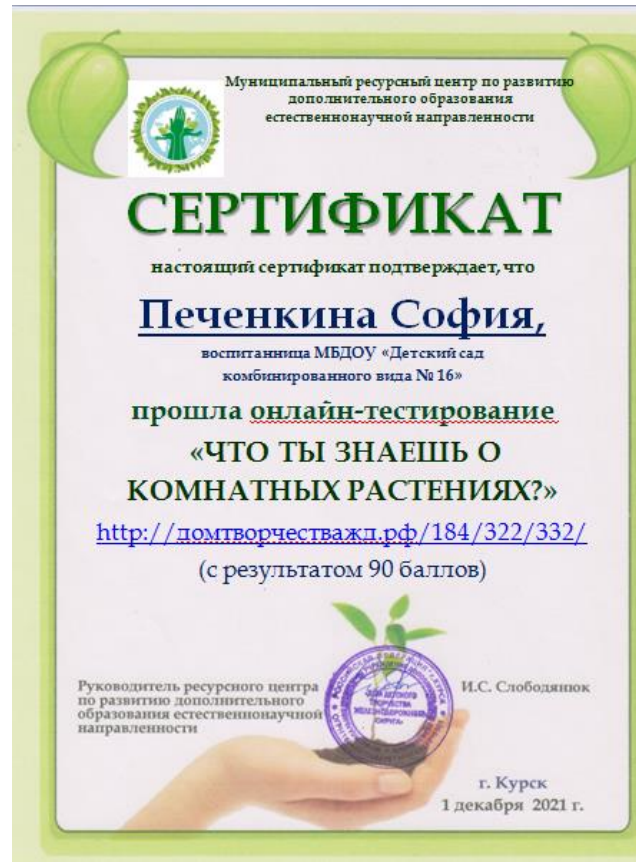 Муниципальный ресурсный центр по развитию
дополнительного образования
естественнонаучной направленности
СЕРТИФИКАТ
настоящий сертификат подтверждает, что
Печенкина София,
воспитанница МБДОУ «Детский сад
комбинированного вида № 16»
прошла онлайн-тестирование
«ЧТО ТЫ ЗНАЕШЬ О
КОМНАТНЫХ РАСТЕНИЯХ?»
http://домтворчестважд.рф/184/322/332/
(с результатом 90 баллов)
Руководитель ресурсного центра
по развитию дополнительного
образования естественнонаучной
направленности
И.С. Слободянюк
г. Курск
1 декабря 2021 г.